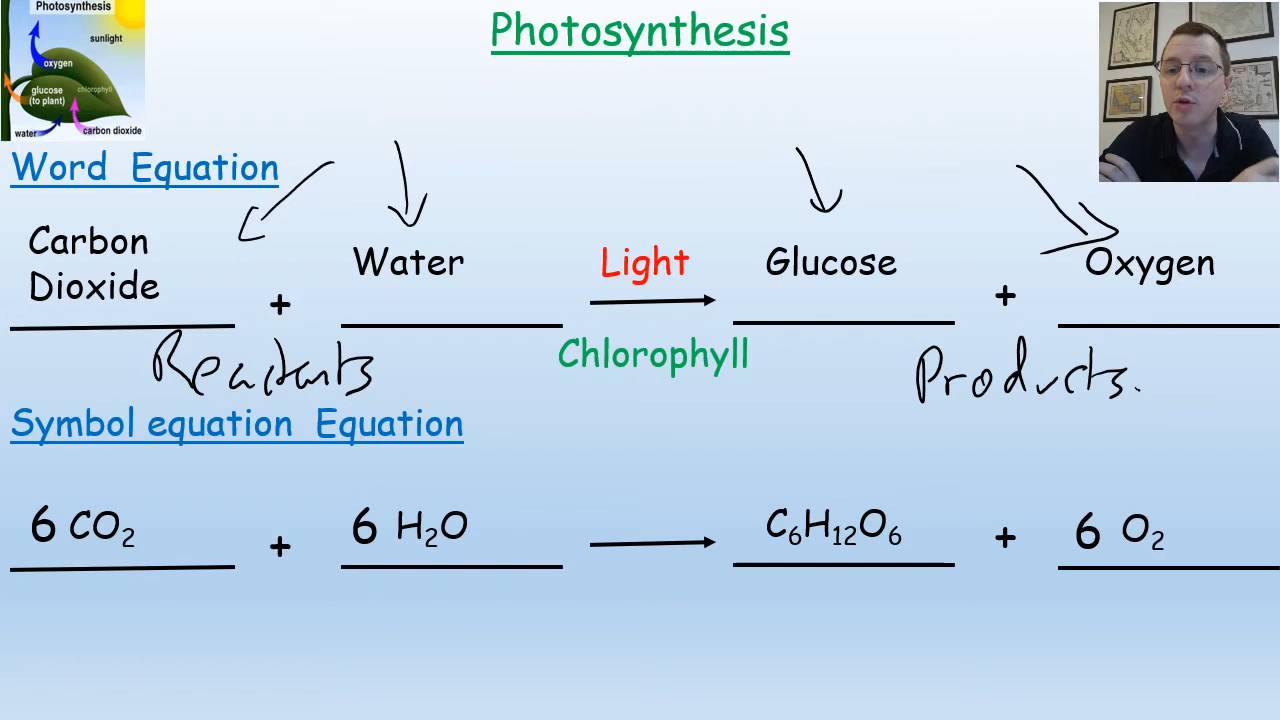 Photosynthesis
Photosynthesis
sunlight
oxygen
glucose
(to plant)
chlorophyll
water
carbon dioxide
Word Equation
Carbon
Dioxide
+
Water
Light
Chlorophyll
Glucose
+
Oxygen
Reactants
Products.
Symbol equation Equation
6 CO₂ + 6 H₂O → C₆H₁₂O₆ + 6 O₂